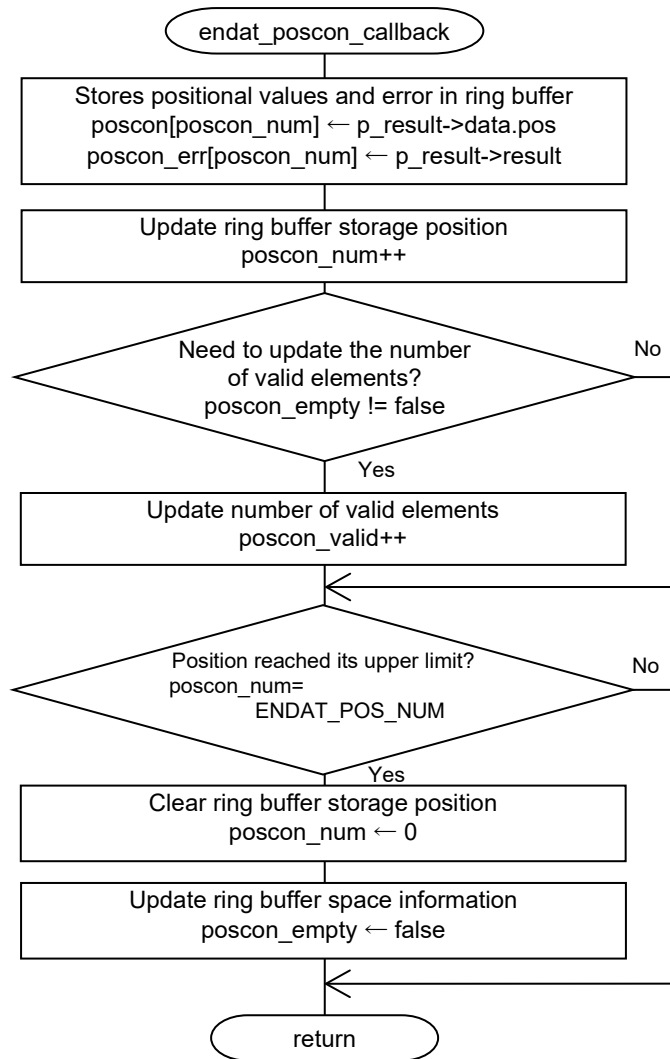 endat_poscon_callback
Stores positional values and error in ring buffer
poscon[poscon_num] ← p_result->data.pos
poscon_err[poscon_num] ← p_result->result
Update ring buffer storage position
poscon_num++
Need to update the number
of valid elements?
poscon_empty != false
No
Yes
Update number of valid elements
poscon_valid++
Position reached its upper limit?
poscon_num=
ENDAT_POS_NUM
No
Yes
Clear ring buffer storage position
poscon_num ← 0
Update ring buffer space information
poscon_empty ← false
return